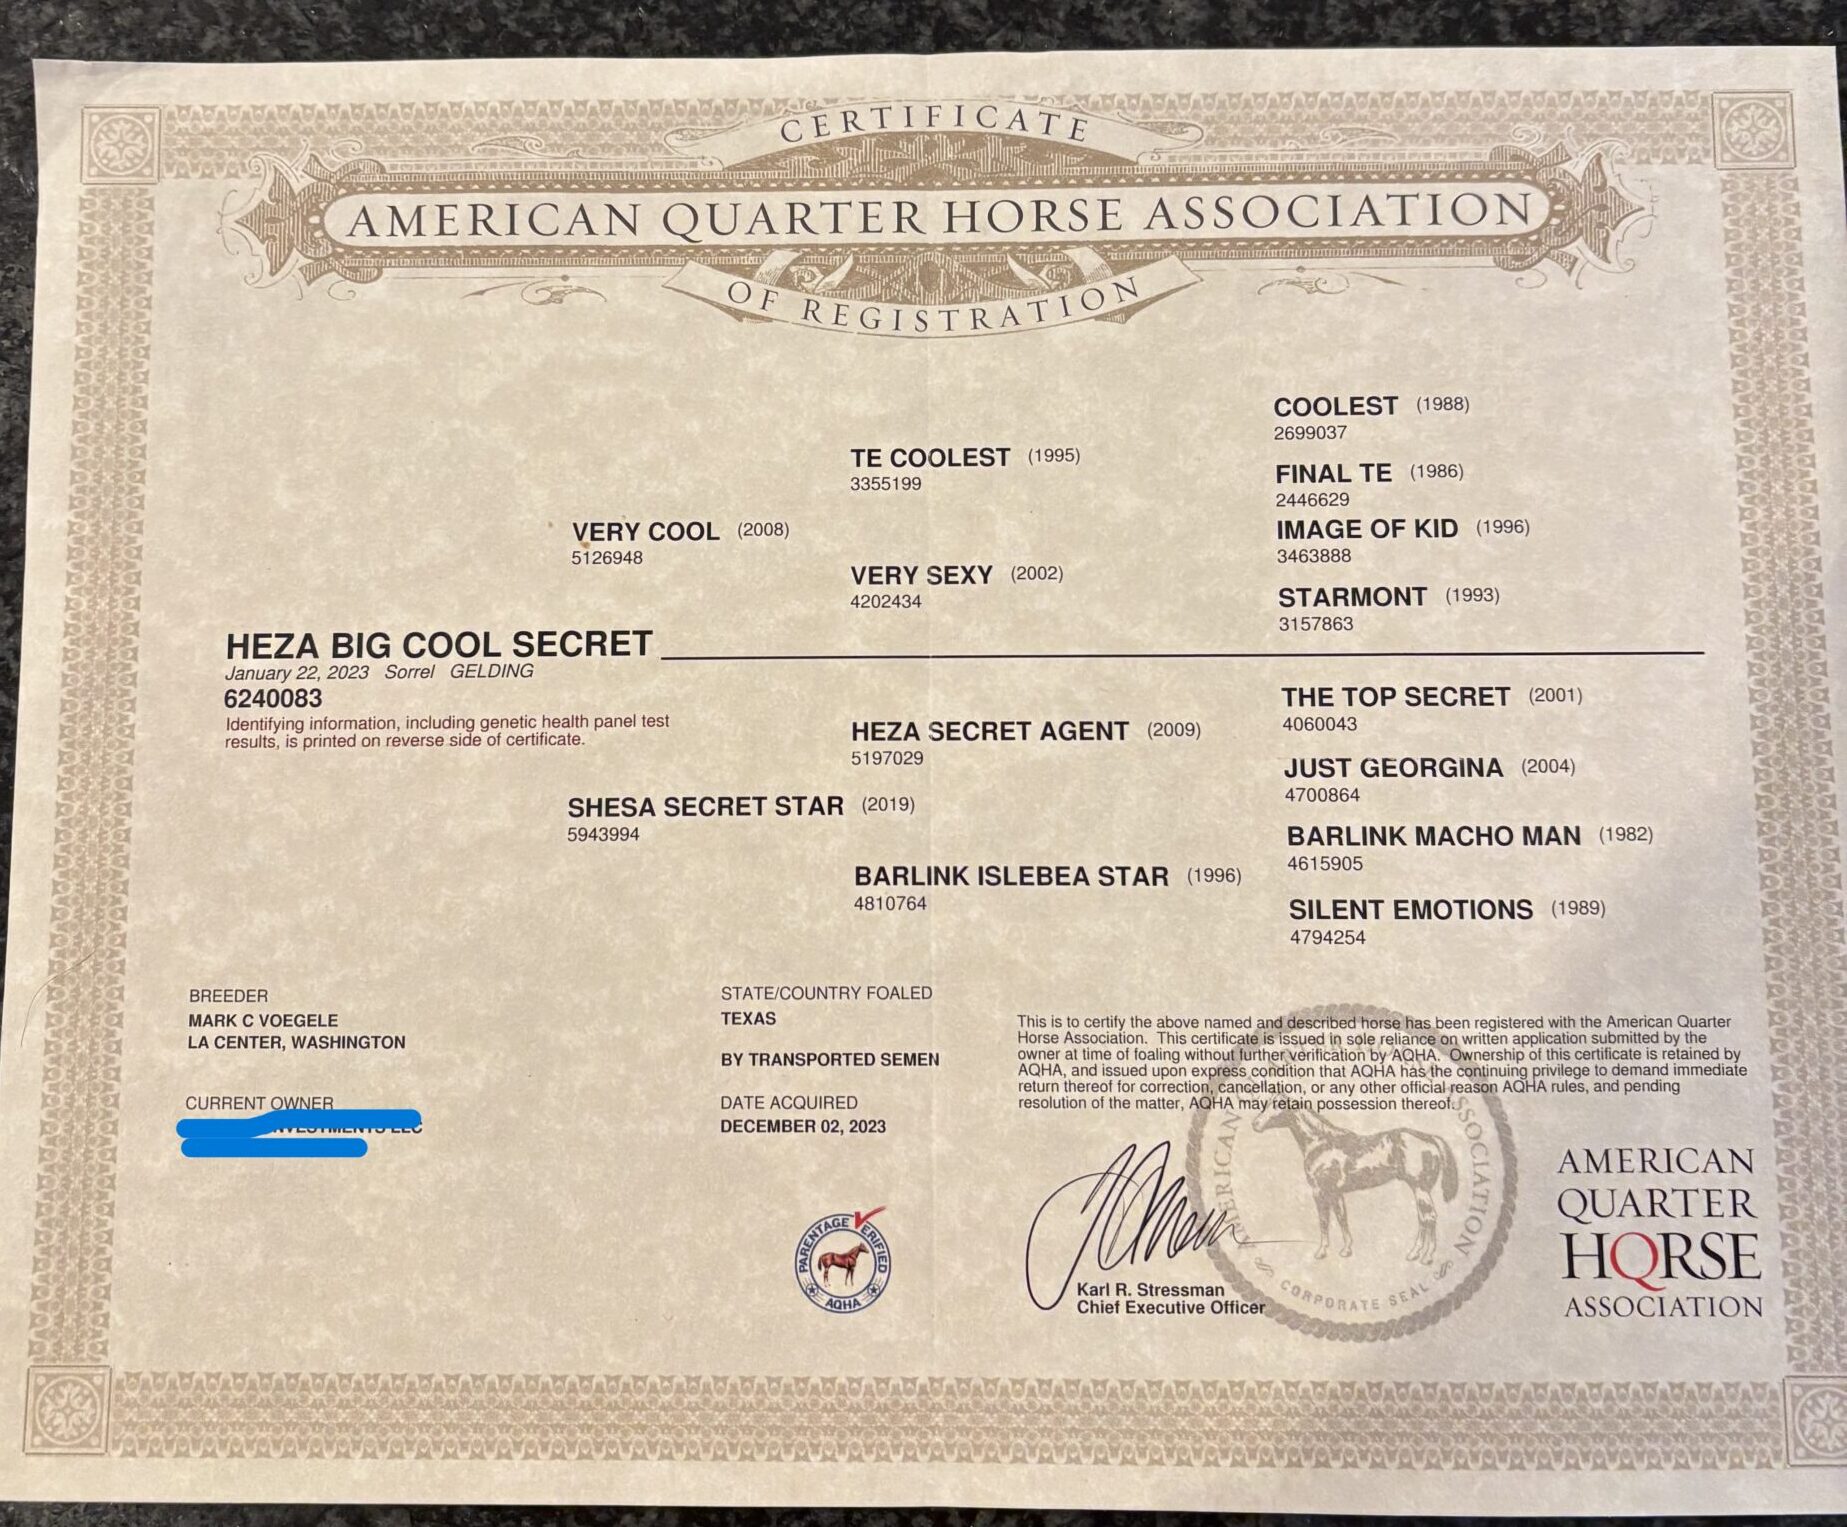 CERTIFICATE
AMERICAN QUARTER HORSE ASSOCIATION
OF REGISTRATION
COOLEST (1988)
2699037
TE COOLEST (1995)
3355199
FINAL TE (1986)
2446629
VERY COOL (2008)
5126948
IMAGE OF KID (1996)
3463888
VERY SEXY (2002)
4202434
STARMONT (1993)
3157863
HEZA BIG COOL SECRET
January 22, 2023 Sorrel GELDING
6240083
Identifying information, including genetic health panel test
results, is printed on reverse side of certificate.
THE TOP SECRET (2001)
4060043
HEZA SECRET AGENT (2009)
5197029
JUST GEORGINA (2004)
4700864
SHESA SECRET STAR (2019)
5943994
BARLINK MACHO MAN (1982)
4615905
BARLINK ISLEBEA STAR (1996)
4810764
SILENT EMOTIONS (1989)
4794254
BREEDER
MARK C VOEGELE
LA CENTER, WASHINGTON
CURRENT OWNER
INVESTMENTS LLC
STATE/COUNTRY FOALED
TEXAS
BY TRANSPORTED SEMEN
DATE ACQUIRED
DECEMBER 02, 2023
This is to certify the above named and described horse has been registered with the American Quarter
Horse Association. This certificate is issued in sole reliance on written application submitted by the
owner at time of foaling without further verification by AQHA. Ownership of this certificate is retained by
AQHA, and issued upon express condition that AQHA has the continuing privilege to demand immediate
return thereof for correction, cancellation, or any other official reason AQHA rules, and pending
resolution of the matter, AQHA may retain possession thereof.
PARENTAGE VERIFIED
AQHA
Karl R. Stressman
Chief Executive Officer
AMERICAN ASSOCIATION
CORPORATE SEAL
AMERICAN
QUARTER
HORSE
ASSOCIATION